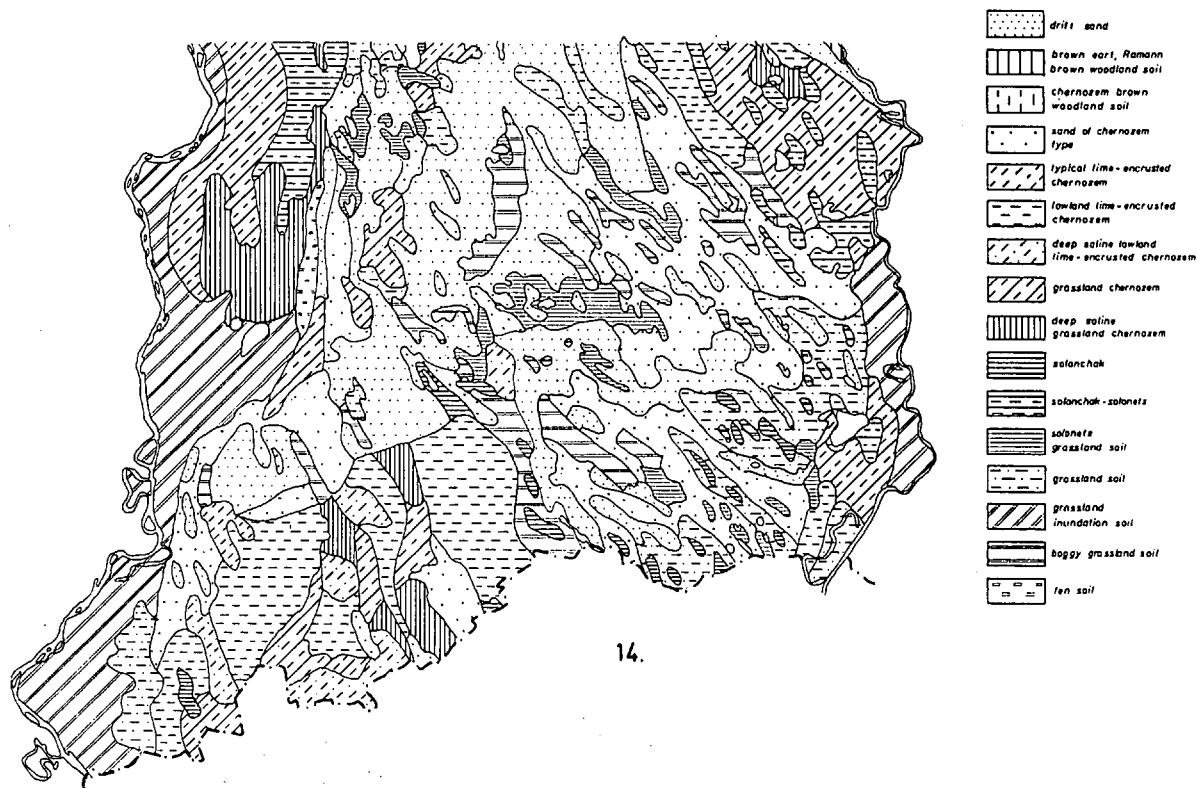 drift sand
brown eart, Ramann
brown woodland soil
chernozem brown
woodland soil
sand of chernozem
type
typical lime-encrusted
chernozem
lowland lime-encrusted
chernozem
deep saline lowland
lime-encrusted chernozem
grassland chernozem
deep saline
grassland chernozem
solanchak
solanchak-solonets
solonets
grassland soil
grassland soil
grassland
inundation soil
boggy grassland soil
fen soil
14.